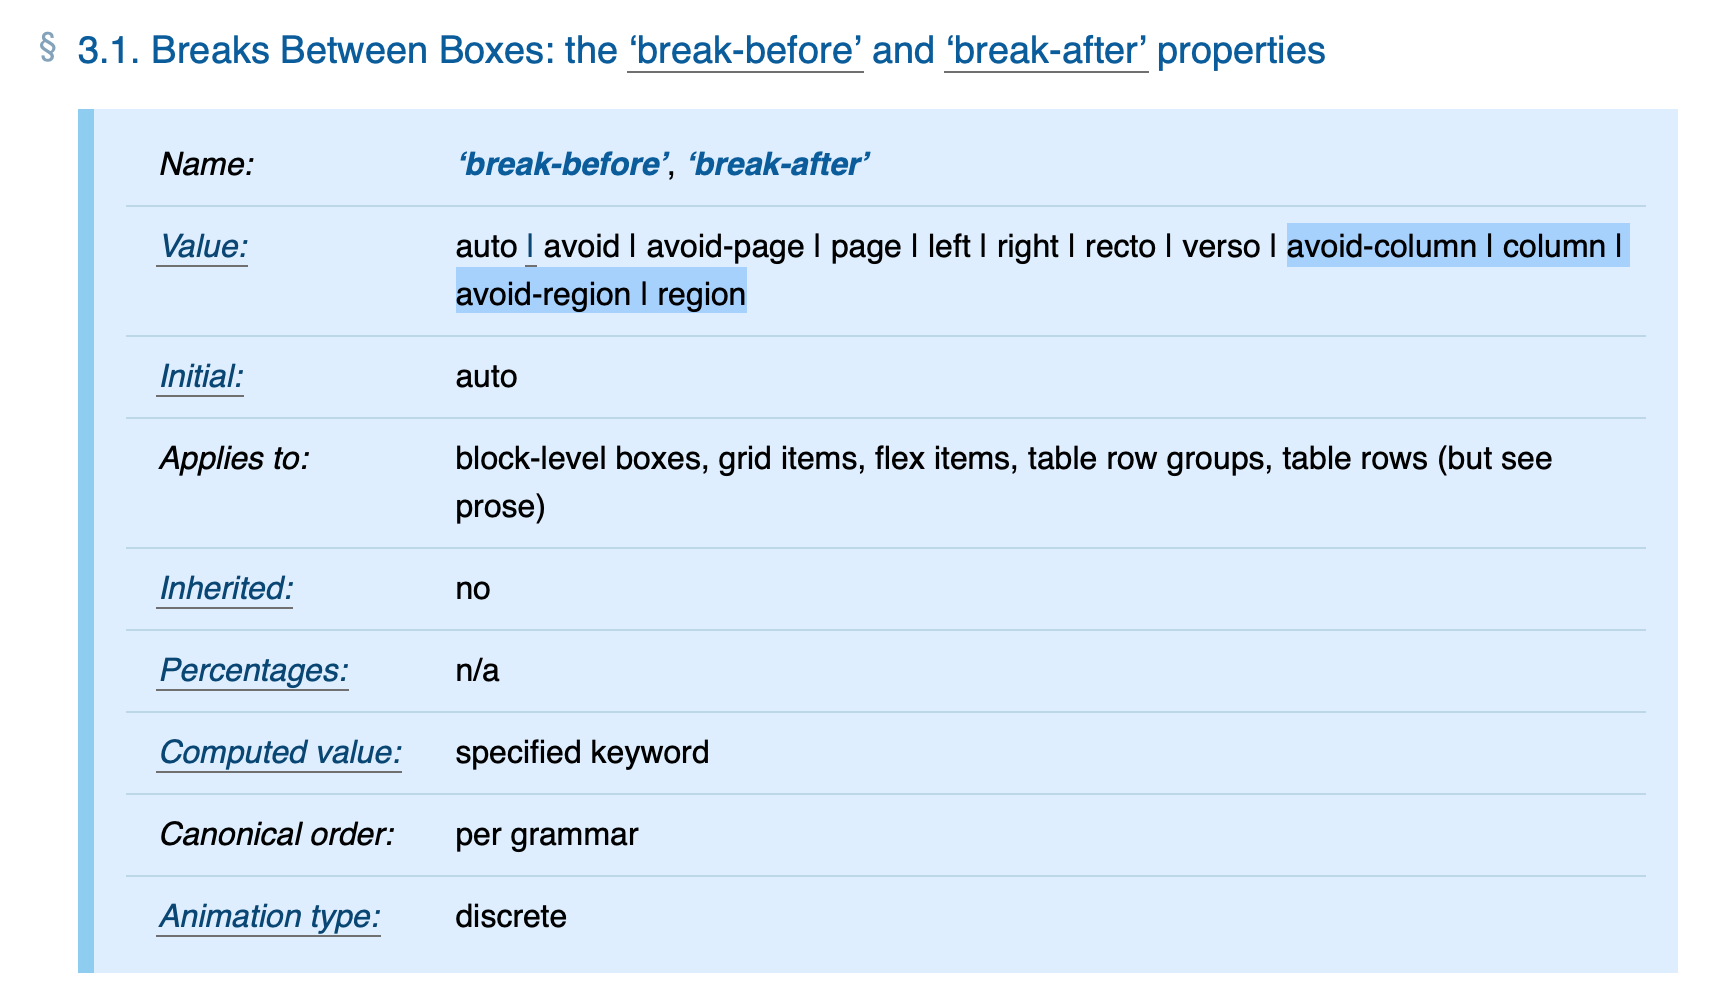 § 3.1. Breaks Between Boxes: the ‘break-before’ and ‘break-after’ properties
Name: ‘break-before’, ‘break-after’
Value: auto | avoid | avoid-page | page | left | right | recto | verso | avoid-column | column |
avoid-region | region
Initial: auto
Applies to: block-level boxes, grid items, flex items, table row groups, table rows (but see
prose)
Inherited: no
Percentages: n/a
Computed value: specified keyword
Canonical order: per grammar
Animation type: discrete